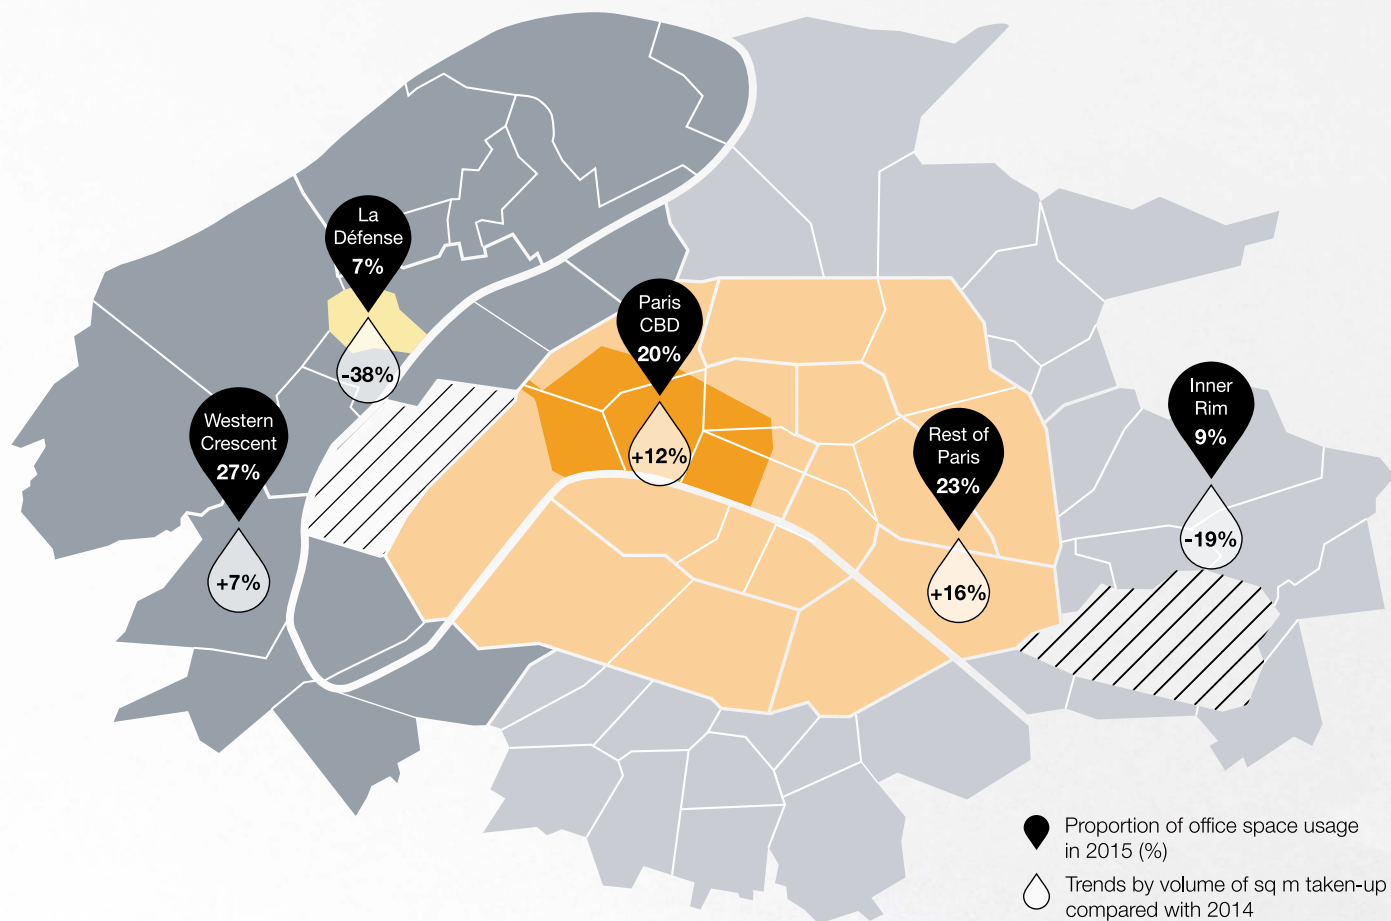 La
Défense
7%
-38%
Paris
CBD
20%
+12%
Western
Crescent
27%
+7%
Rest of
Paris
23%
+16%
Inner
Rim
9%
-19%
Proportion of office space usage
in 2015 (%)
Trends by volume of sq m taken-up
compared with 2014